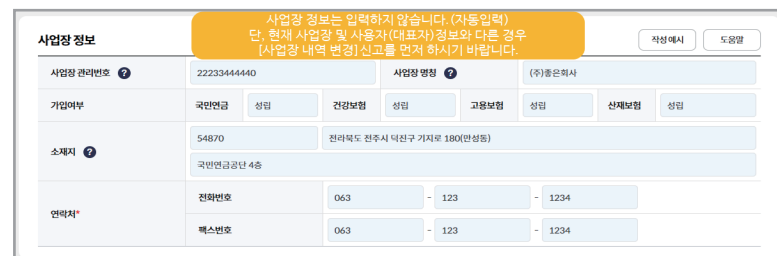 사업장 정보는 입력하지 않습니다. (자동입력)
단, 현재 사업장 및 사용자(대표자)정보와 다른 경우
[사업장 내역 변경]신고를 먼저 하시기 바랍니다.
사업장 정보
작성예시 도움말
사업장 관리번호 ? 22233444440 사업장 명칭 ? (주)좋은회사
가입여부 국민연금 성립 건강보험 성립 고용보험 성립 산재보험 성립
소재지 ?
54870 전라북도 전주시 덕진구 기지로 180(만성동)
국민연금공단 4층
연락처*
전화번호 063 - 123 - 1234
팩스번호 063 - 123 - 1234